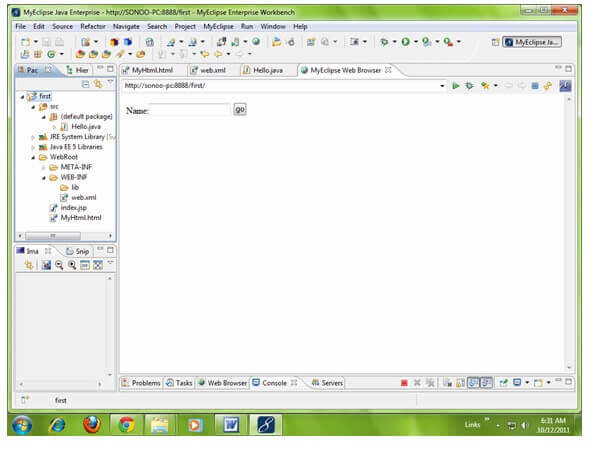 MyEclipse Java Enterprise - http://SONOO-PC:8888/first - MyEclipse Enterprise Workbench
File Edit Source Refactor Navigate Search Project MyEclipse Run Window Help
MyEclipse Ja...
Pac Hier MyHtml.html web.xml Hello.java MyEclipse Web Browser
http://sonoo-pc:8888/first/
first
Name: go
src
(default package)
Hello.java
JRE System Library [Su
Java EE 5 Libraries
WebRoot
META-INF
WEB-INF
lib
web.xml
index.jsp
MyHtml.html
Ima Snip
Problems Tasks Web Browser Console Servers
first
Links
6:31 AM
10/12/2011